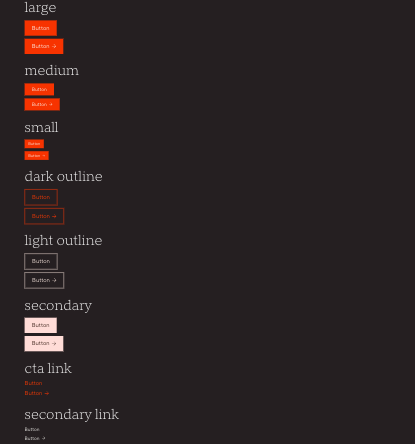 large
Button
Button →
medium
Button
Button →
small
Button
Button →
dark outline
Button
Button →
light outline
Button
Button →
secondary
Button
Button →
cta link
Button
Button →
secondary link
Button
Button →